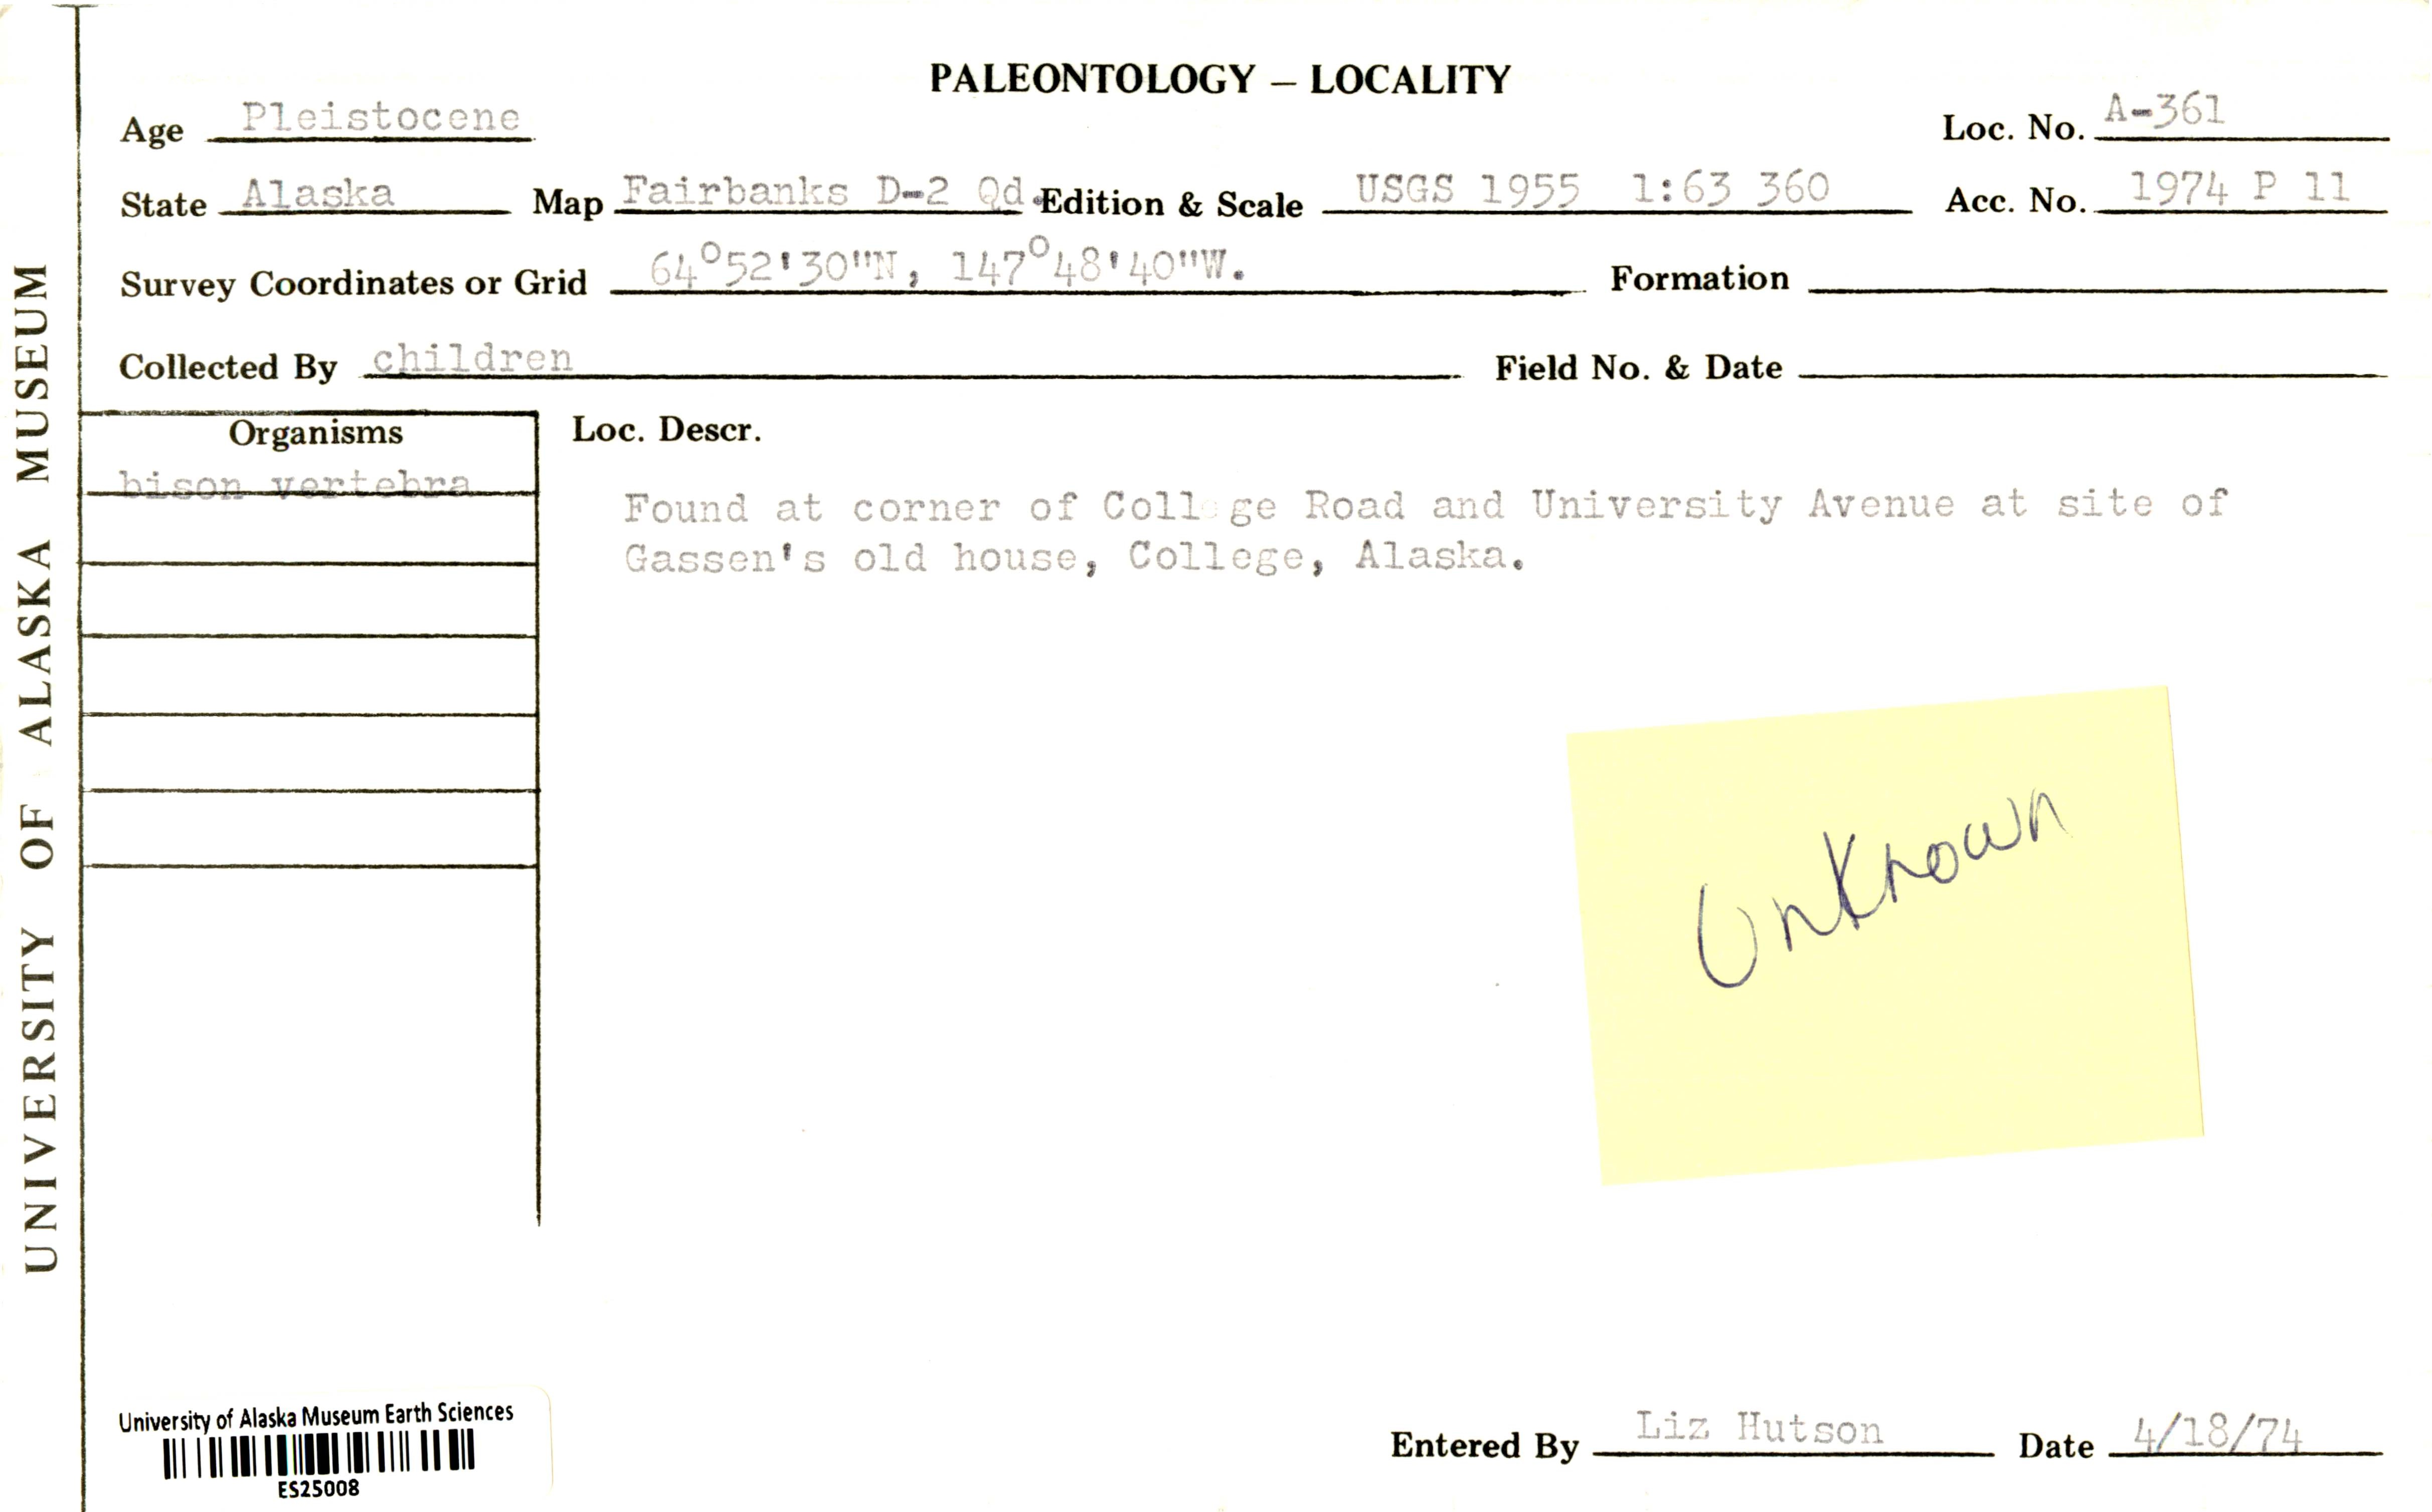 PALEONTOLOGY – LOCALITY
Age Pleistocene
Loc. No. A-361
State Alaska Map Fairbanks D-2 Qd. Edition & Scale USGS 1955 1:63 360 Acc. No. 1974 P 11
Survey Coordinates or Grid 64°52'30"N, 147°48'40"W. Formation
Collected By children Field No. & Date
Organisms
bison vertebra
Loc. Descr.
Found at corner of College Road and University Avenue at site of
Gassen's old house, College, Alaska.
Unknown
UNIVERSITY OF ALASKA MUSEUM
University of Alaska Museum Earth Sciences
ES25008
Entered By Liz Hutson Date 4/18/74